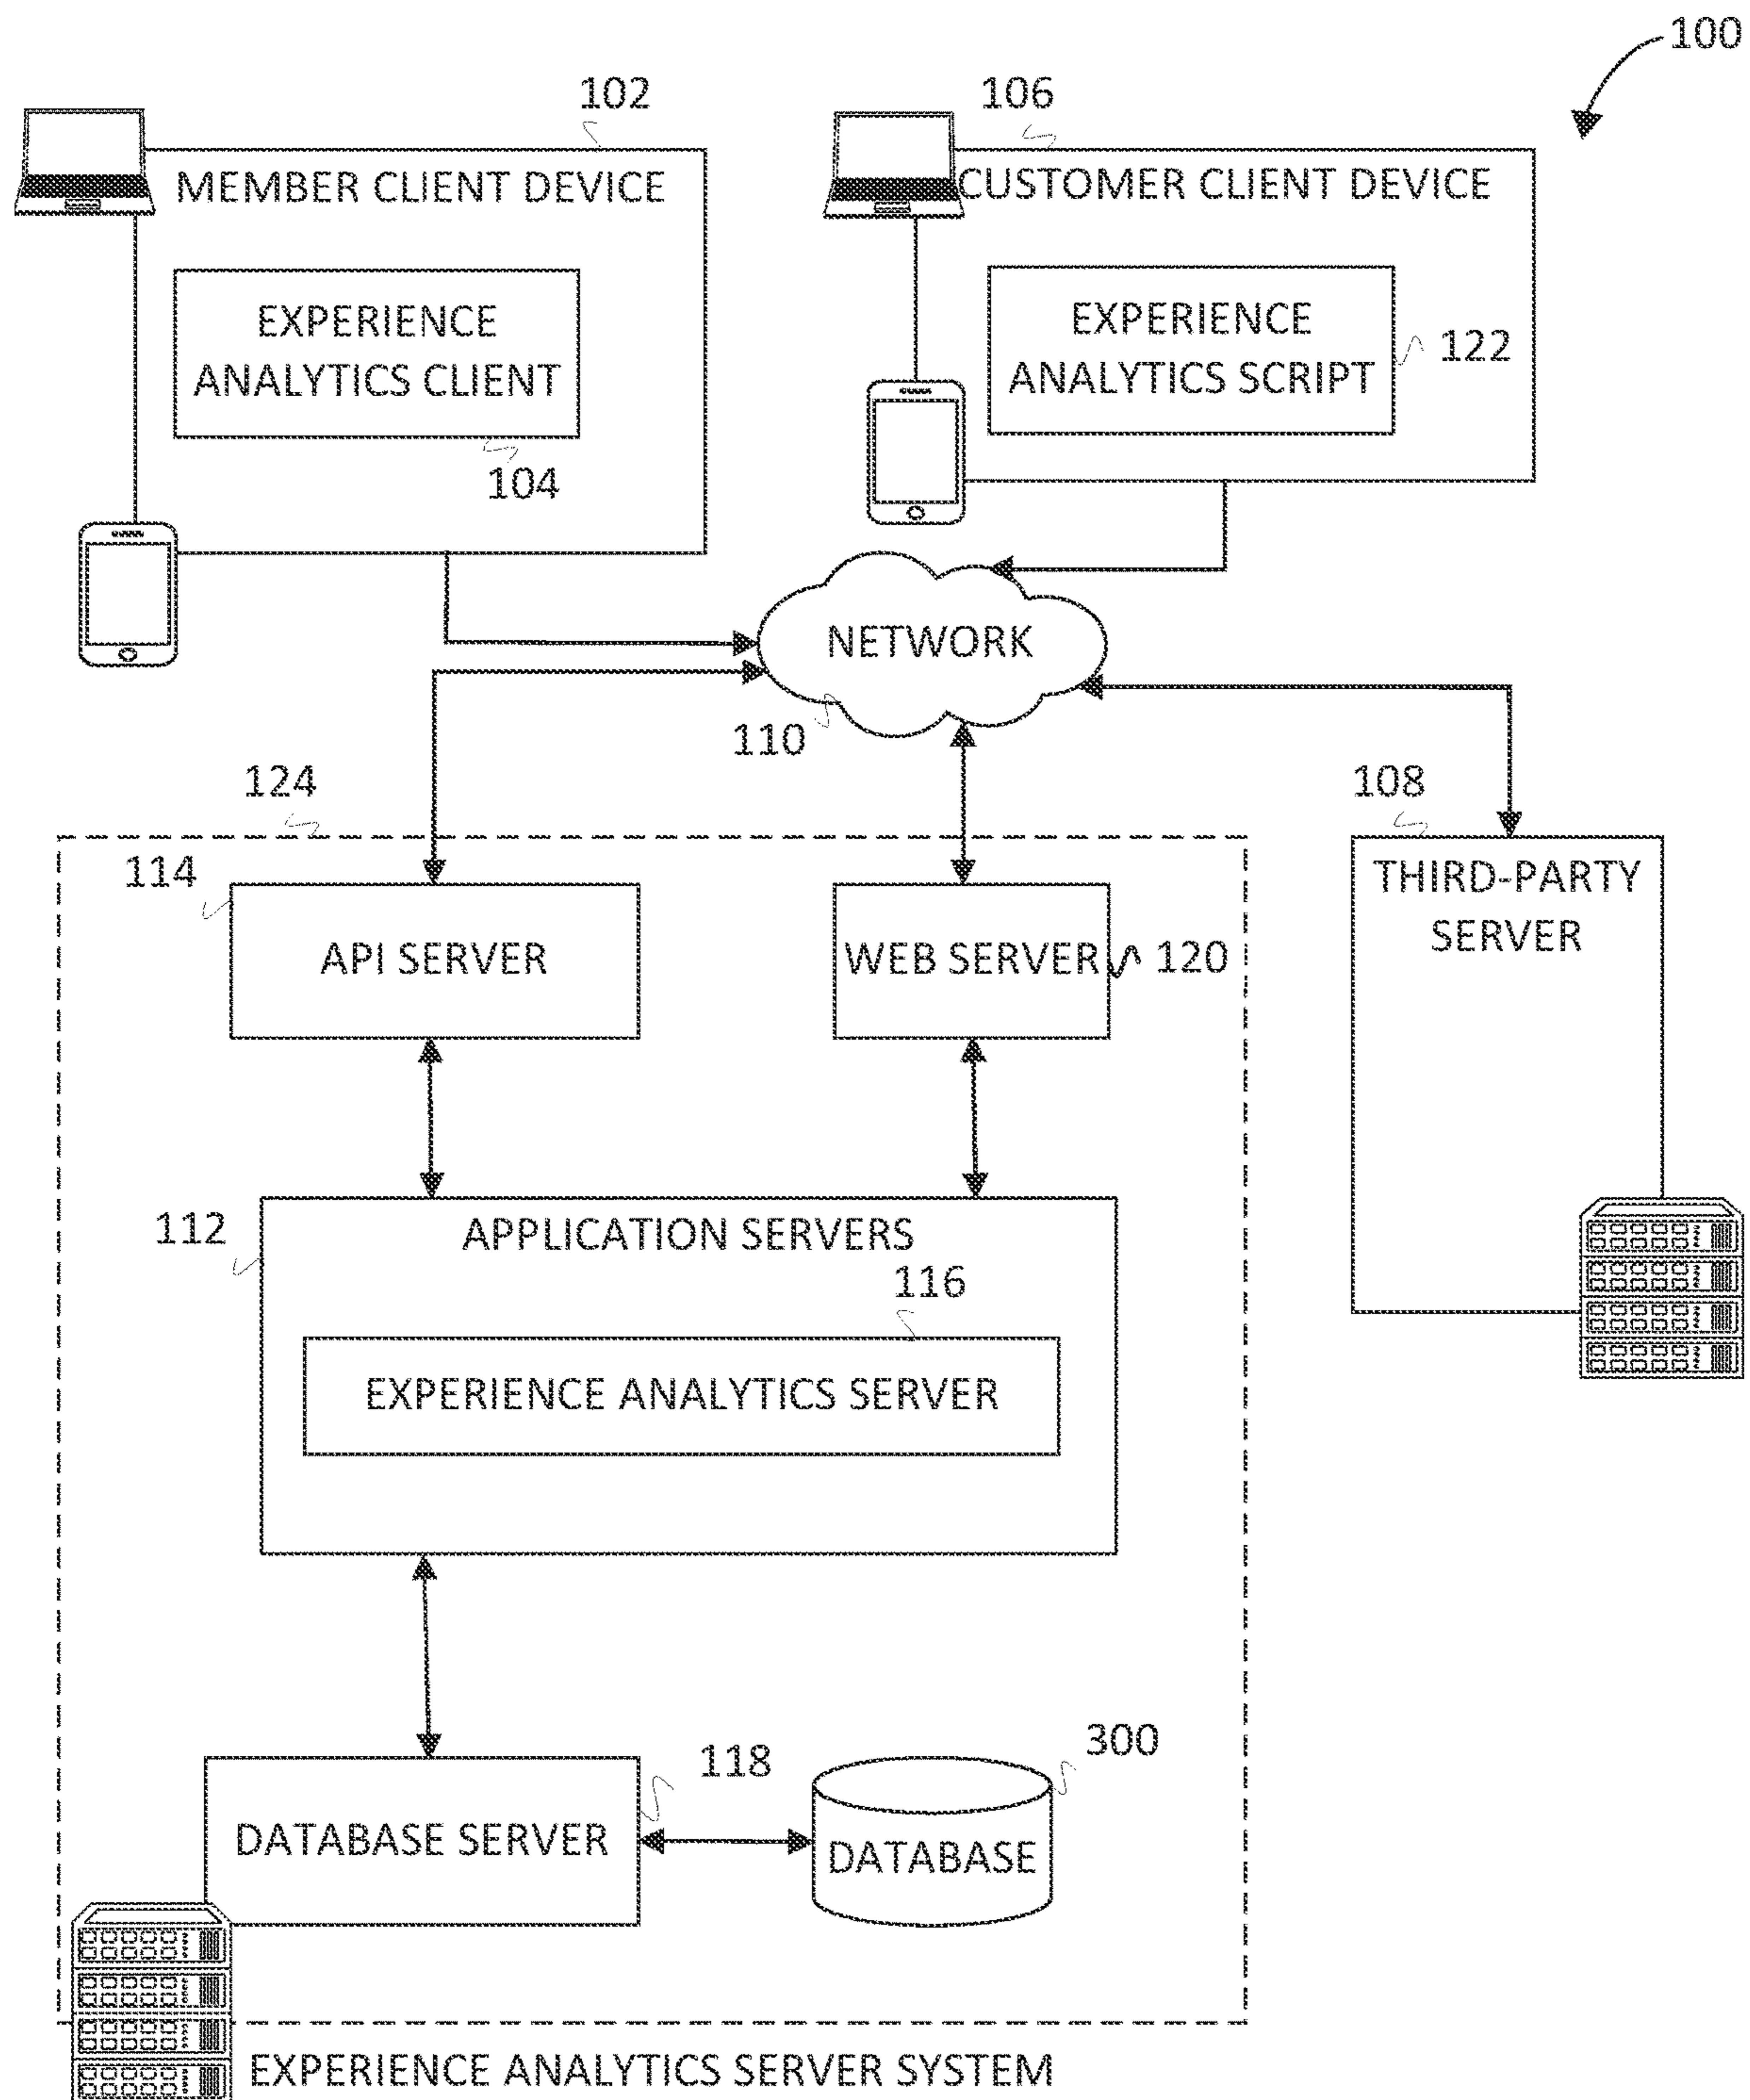 100
102
106
MEMBER CLIENT DEVICE
CUSTOMER CLIENT DEVICE
EXPERIENCE
ANALYTICS CLIENT
104
EXPERIENCE
ANALYTICS SCRIPT
122
NETWORK
110
124
108
114
API SERVER
WEB SERVER
120
THIRD-PARTY
SERVER
112
APPLICATION SERVERS
116
EXPERIENCE ANALYTICS SERVER
118
300
DATABASE SERVER
DATABASE
EXPERIENCE ANALYTICS SERVER SYSTEM